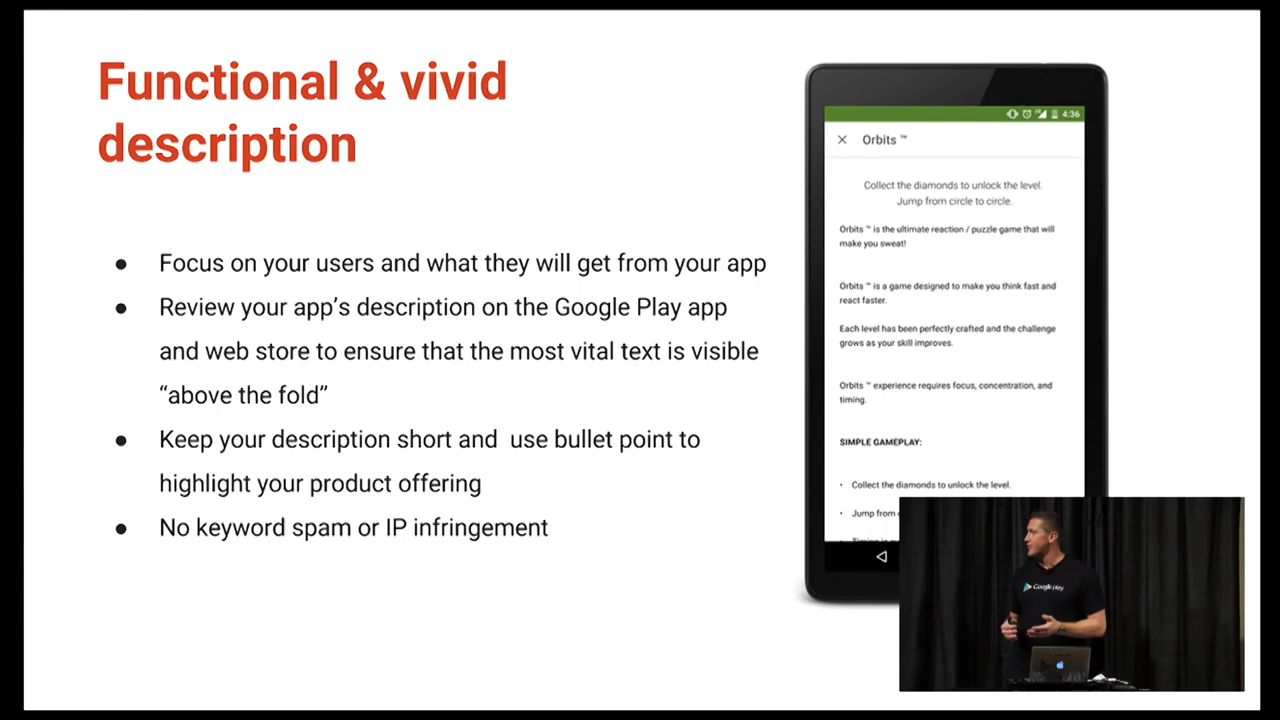 Functional & vivid
description
● Focus on your users and what they will get from your app
● Review your app’s description on the Google Play app
and web store to ensure that the most vital text is visible
“above the fold”
● Keep your description short and  use bullet point to
highlight your product offering
● No keyword spam or IP infringement
4:36
Orbits ™
Collect the diamonds to unlock the level.
Jump from circle to circle.
Orbits ™ is the ultimate reaction / puzzle game that will
make you sweat!
Orbits ™ is a game designed to make you think fast and
react faster.
Each level has been perfectly crafted and the challenge
grows as your skill improves.
Orbits ™ experience requires focus, concentration, and
timing.
SIMPLE GAMEPLAY:
• Collect the diamonds to unlock the level.
• Jump from
Google play